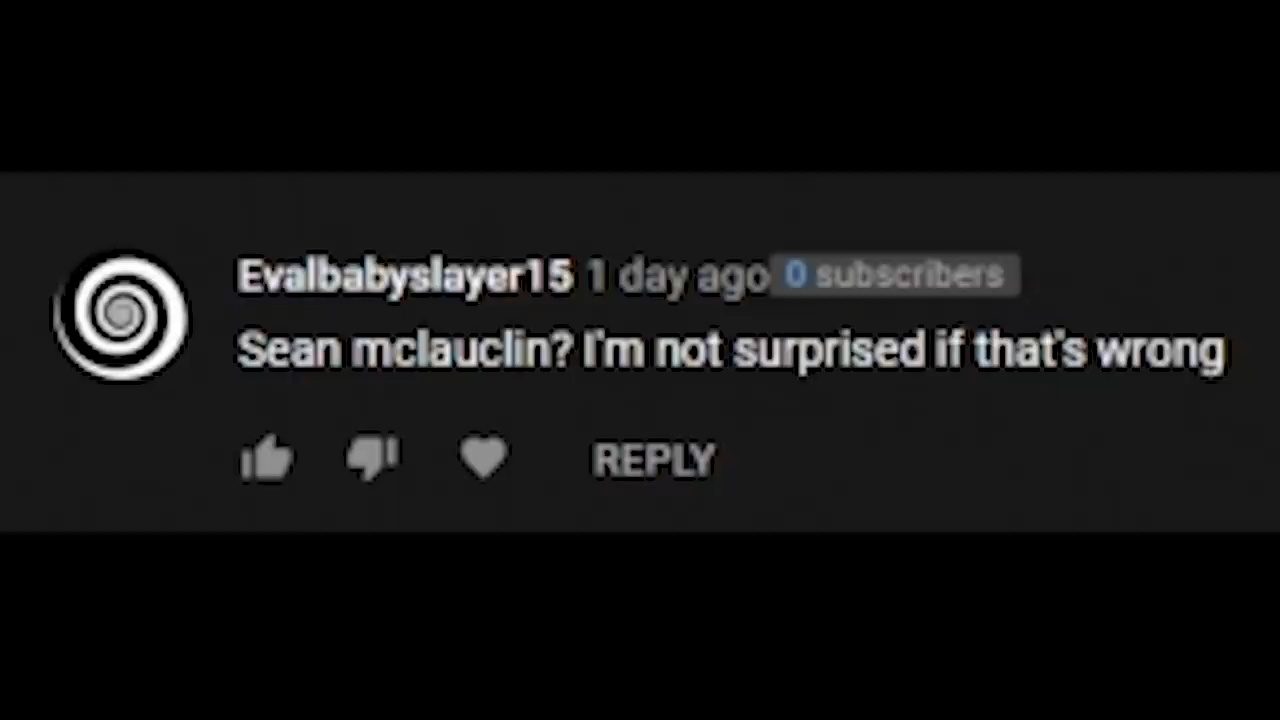 Evalbabyslayer15 1 day ago 0 subscribers
Sean mclauclin? I'm not surprised if that's wrong
REPLY